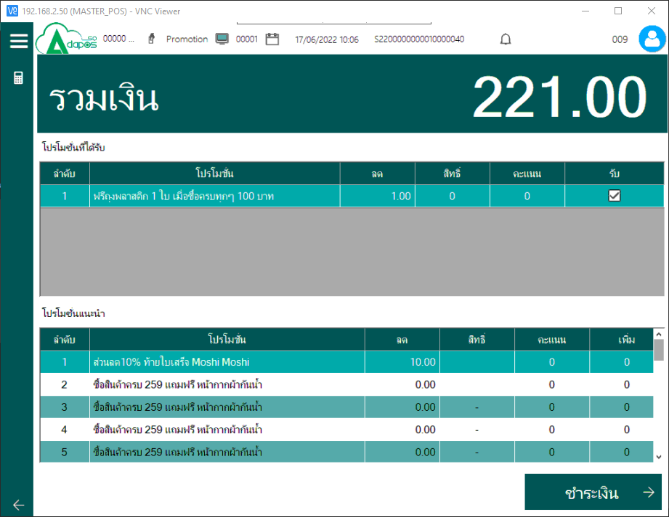 192.168.2.50 (MASTER_POS) - VNC Viewer
Adapos GO 00000 ... Promotion 00001 17/06/2022 10:06 S2200000000010000040 009
รวมเงิน 221.00
โปรโมชั่นที่ได้รับ
ลำดับ โปรโมชั่น ลด สิทธิ์ คะแนน รับ
1 ฟรีถุงพลาสติก 1 ใบ เมื่อซื้อครบทุกๆ 100 บาท 1.00 0 0
โปรโมชั่นแนะนำ
ลำดับ โปรโมชั่น ลด สิทธิ์ คะแนน เพิ่ม
1 ส่วนลด10% ท้ายใบเสร็จ Moshi Moshi 10.00 0 0
2 ซื้อสินค้าครบ 259 แถมฟรี หน้ากากผ้ากันน้ำ 0.00 0 0
3 ซื้อสินค้าครบ 259 แถมฟรี หน้ากากผ้ากันน้ำ 0.00 - 0 0
4 ซื้อสินค้าครบ 259 แถมฟรี หน้ากากผ้ากันน้ำ 0.00 - 0 0
5 ซื้อสินค้าครบ 259 แถมฟรี หน้ากากผ้ากันน้ำ 0.00 - 0 0
ชำระเงิน